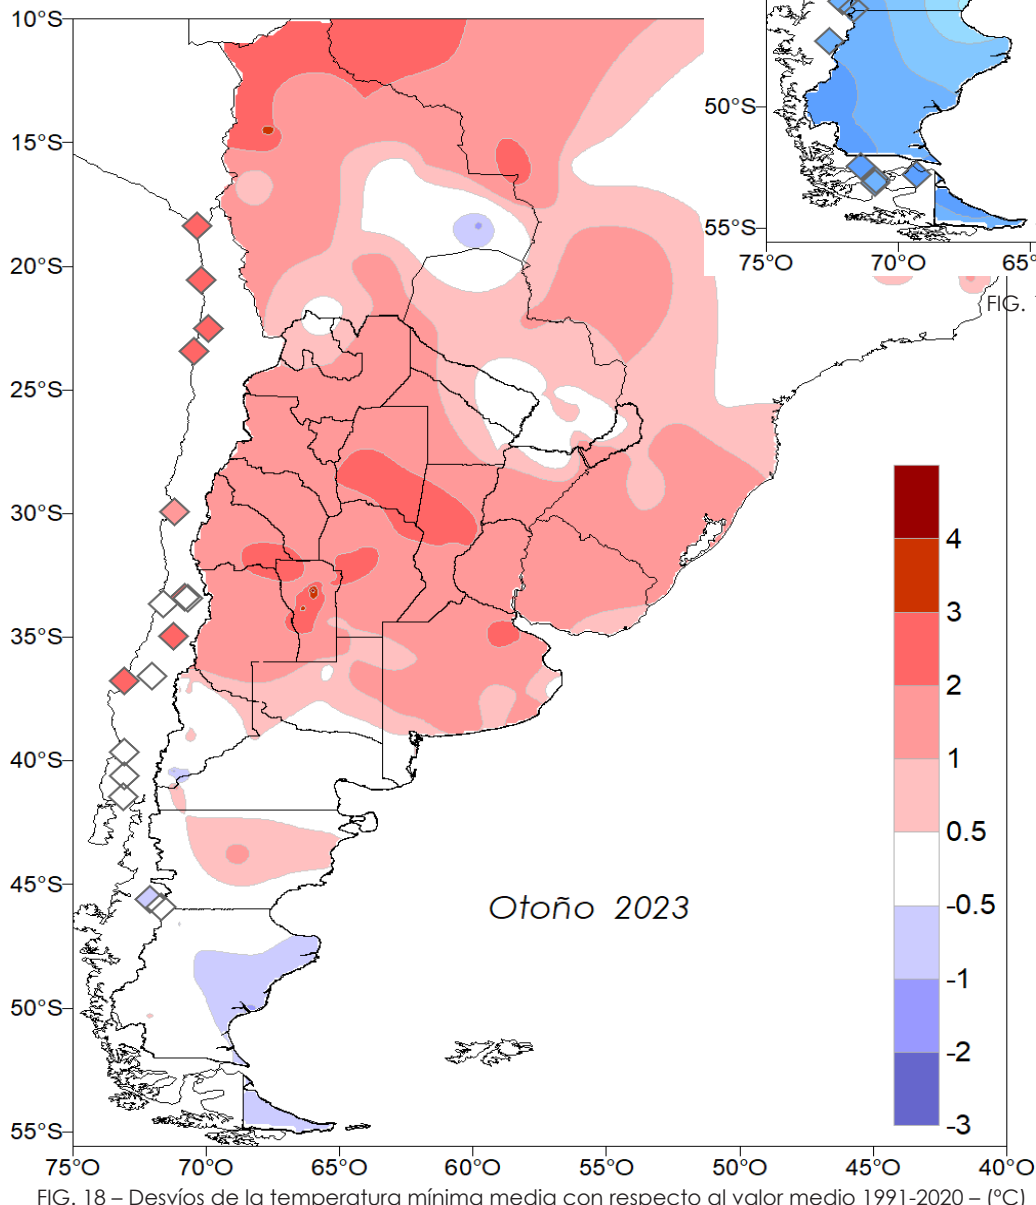 10°S
15°S
20°S
25°S
30°S
35°S
40°S
45°S
50°S
55°S
50°S
55°S
75°O 70°O 65°
FIG.
4
3
2
1
0.5
-0.5
-1
-2
-3
Otoño 2023
75°O 70°O 65°O 60°O 55°O 50°O 45°O 40°O
FIG. 18 – Desvíos de la temperatura mínima media con respecto al valor medio 1991-2020 – (°C)